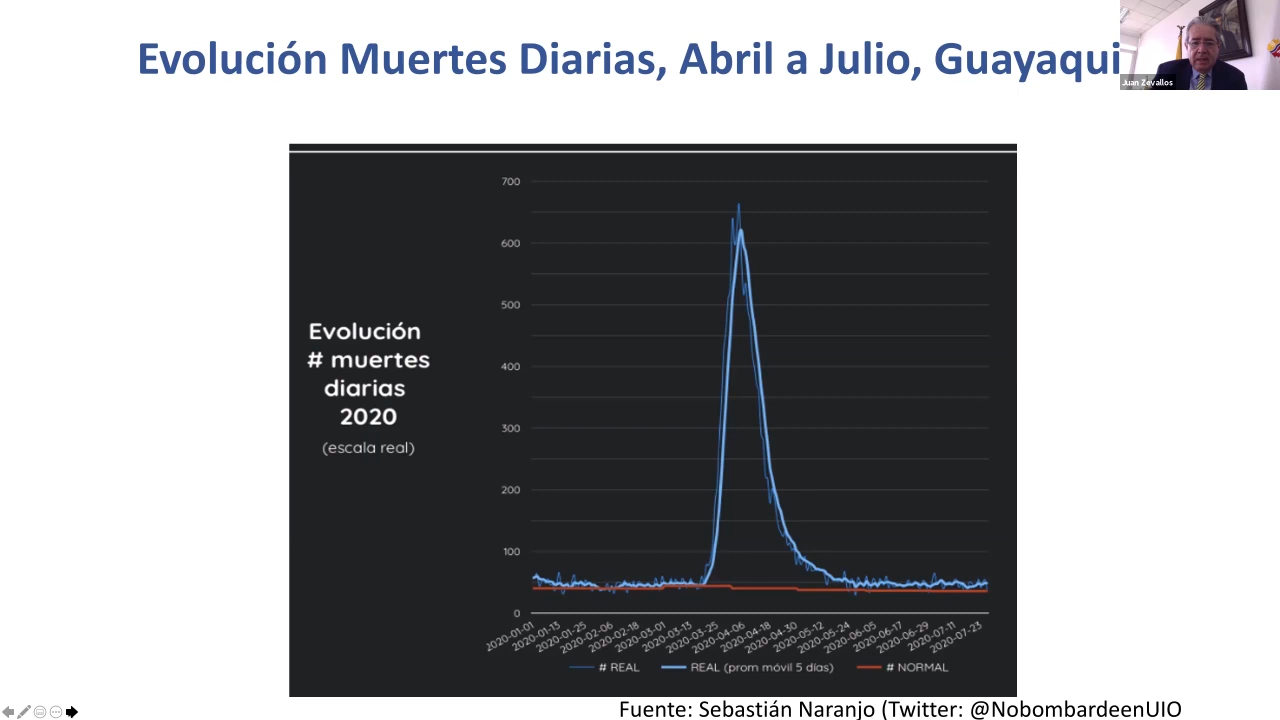 Evolución Muertes Diarias, Abril a Julio, Guayaqui
Juan Zevallos
Evolución
# muertes
diarias
2020
(escala real)
700
600
500
400
300
200
100
0
2020-01-01
2020-01-13
2020-01-25
2020-02-06
2020-02-18
2020-03-01
2020-03-13
2020-03-25
2020-04-06
2020-04-18
2020-04-30
2020-05-12
2020-05-24
2020-06-05
2020-06-17
2020-06-29
2020-07-11
2020-07-23
# REAL
REAL (prom móvil 5 días)
# NORMAL
Fuente: Sebastián Naranjo (Twitter: @NobombardeenUIO